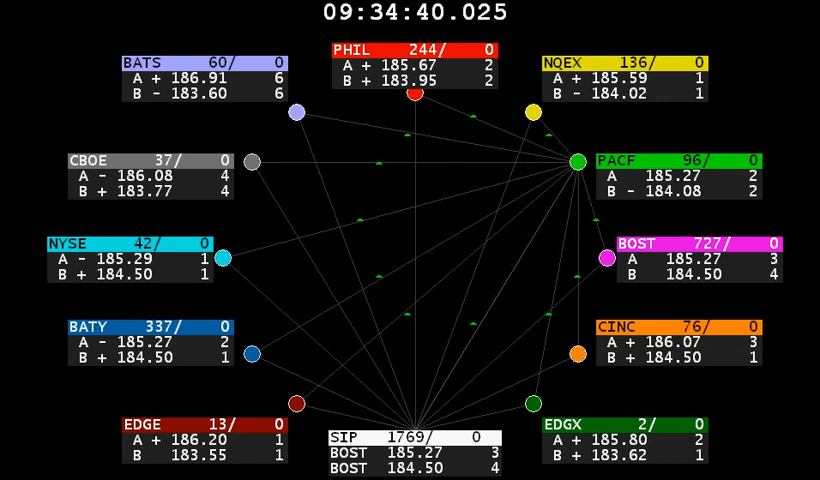 09:34:40.025
PHIL 244/ 0
A + 185.67 2
B + 183.95 2
BATS 60/ 0
A + 186.91 6
B - 183.60 6
NQEX 136/ 0
A + 185.59 1
B - 184.02 1
CBOE 37/ 0
A - 186.08 4
B + 183.77 4
PACF 96/ 0
A 185.27 2
B - 184.08 2
NYSE 42/ 0
A - 185.29 1
B + 184.50 1
BOST 727/ 0
A 185.27 3
B 184.50 4
BATY 337/ 0
A - 185.27 2
B + 184.50 1
CINC 76/ 0
A + 186.07 3
B + 184.50 1
EDGE 13/ 0
A + 186.20 1
B 183.55 1
SIP 1769/ 0
BOST 185.27 3
BOST 184.50 4
EDGX 2/ 0
A + 185.80 2
B + 183.62 1